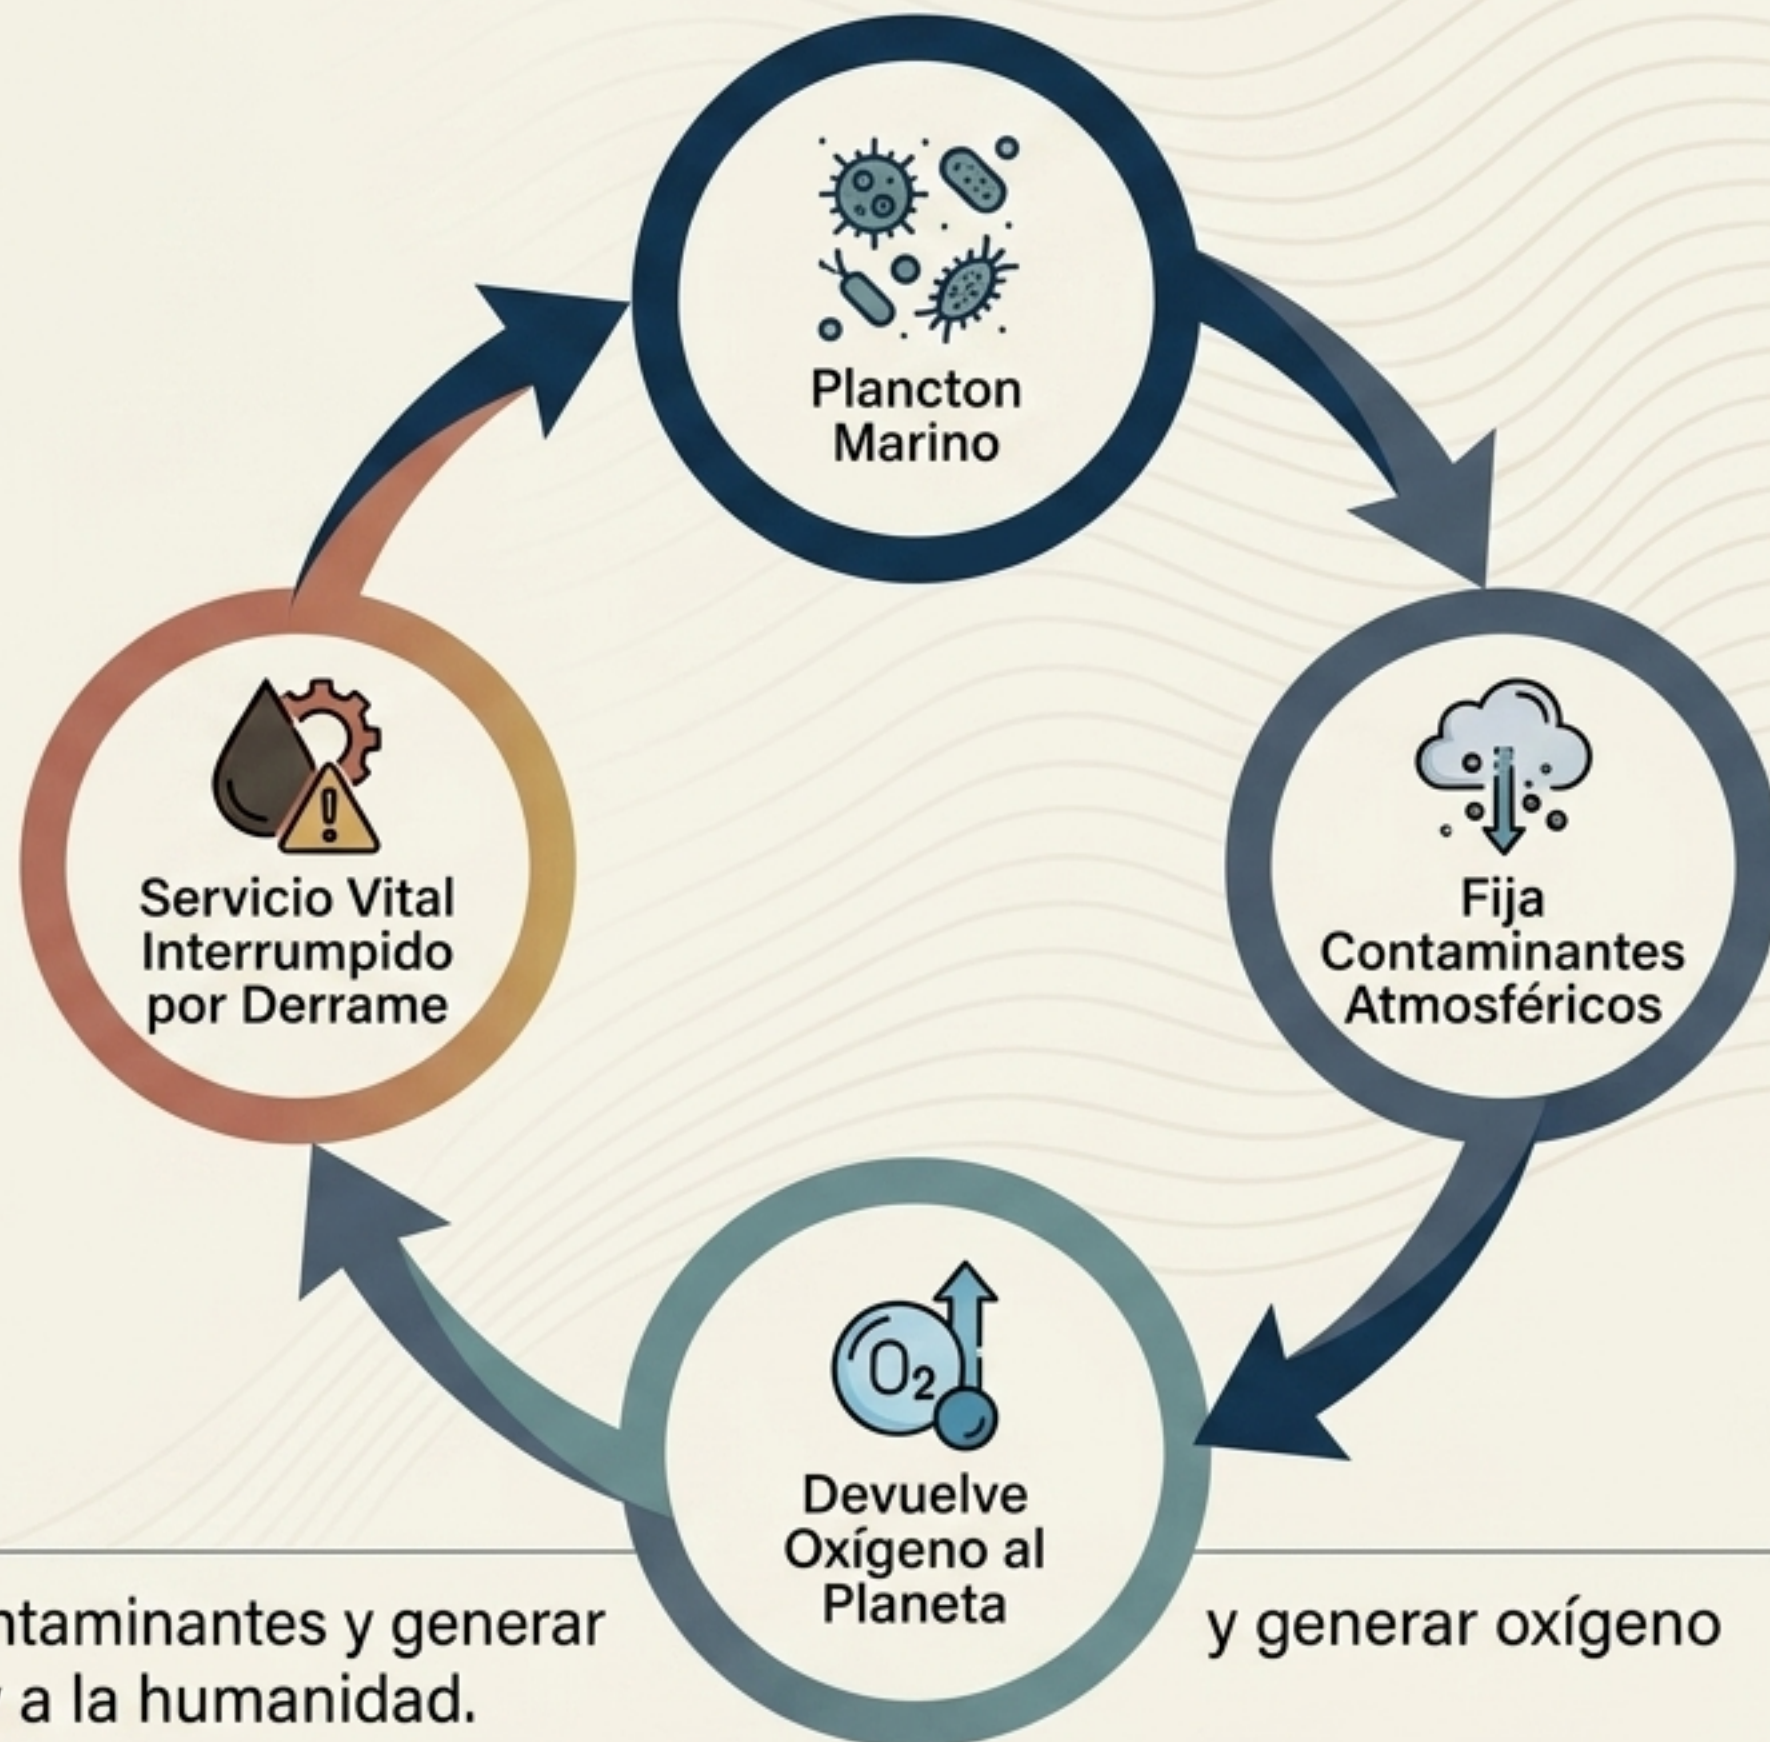 Plancton
Marino
Servicio Vital
Interrumpido
por Derrame
Fija
Contaminantes
Atmosféricos
O₂
Devuelve
Oxígeno al
Planeta
y generar
a la humanidad.
y generar oxígeno